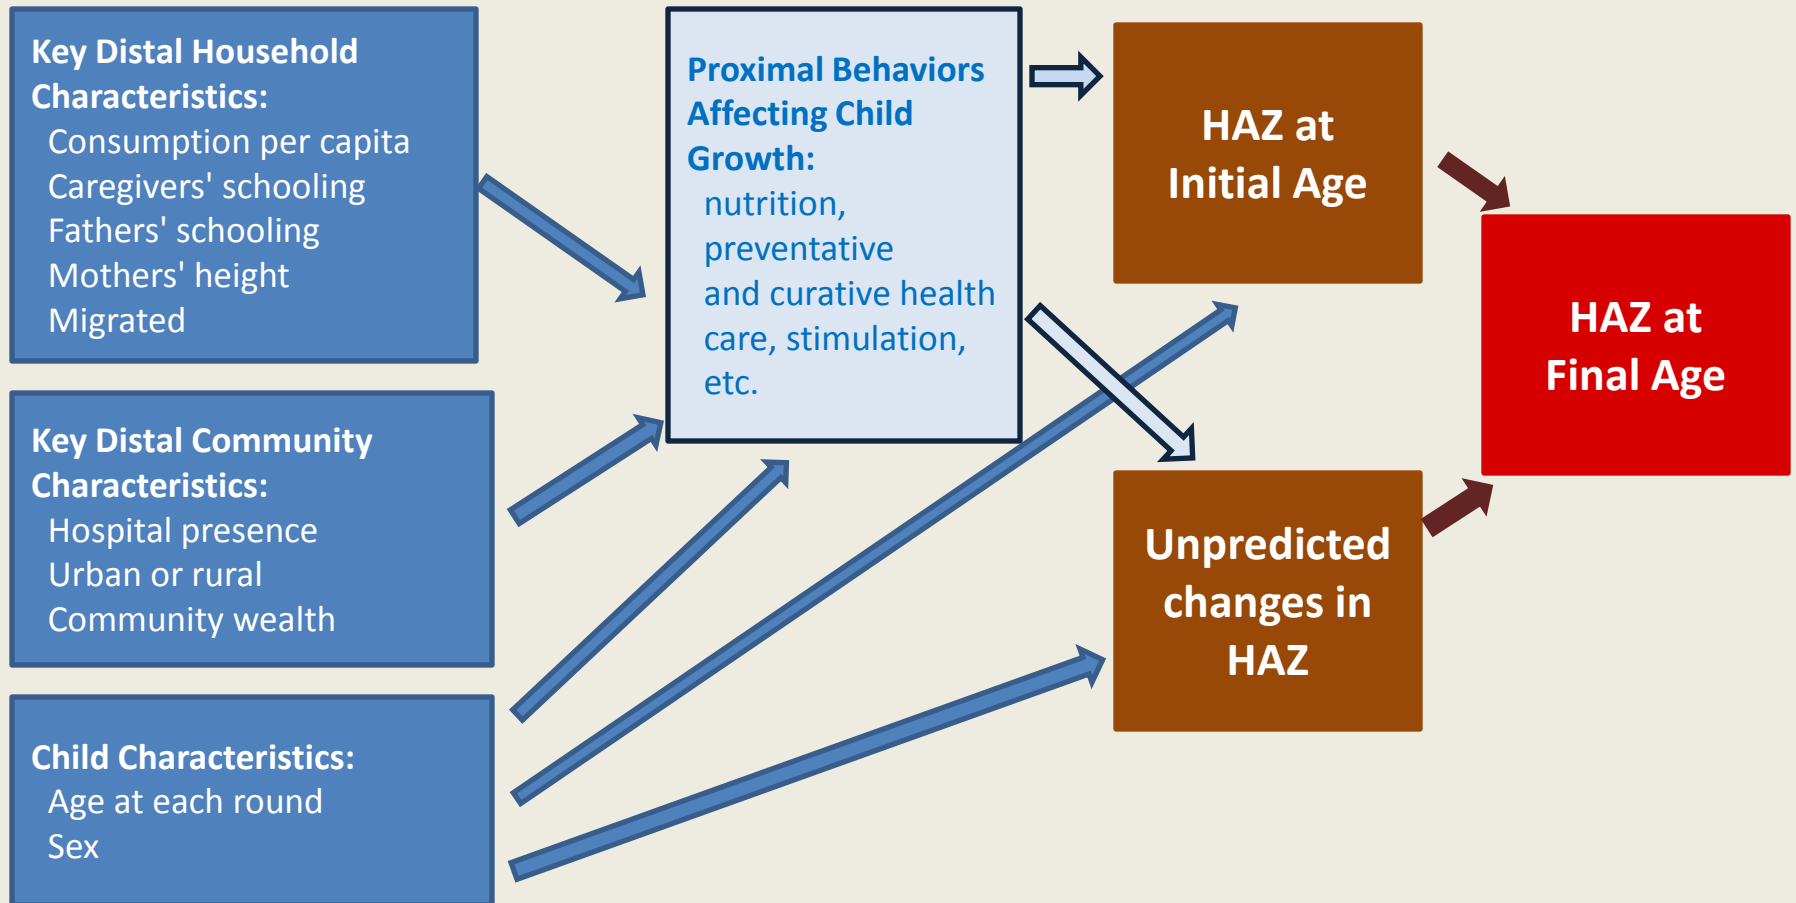 Key Distal Household
Characteristics:
Consumption per capita
Caregivers' schooling
Fathers' schooling
Mothers' height
Migrated
Key Distal Community
Characteristics:
Hospital presence
Urban or rural
Community wealth
Child Characteristics:
Age at each round
Sex
Proximal Behaviors
Affecting Child
Growth:
nutrition,
preventative
and curative health
care, stimulation,
etc.
HAZ at
Initial Age
Unpredicted
changes in
HAZ
HAZ at
Final Age